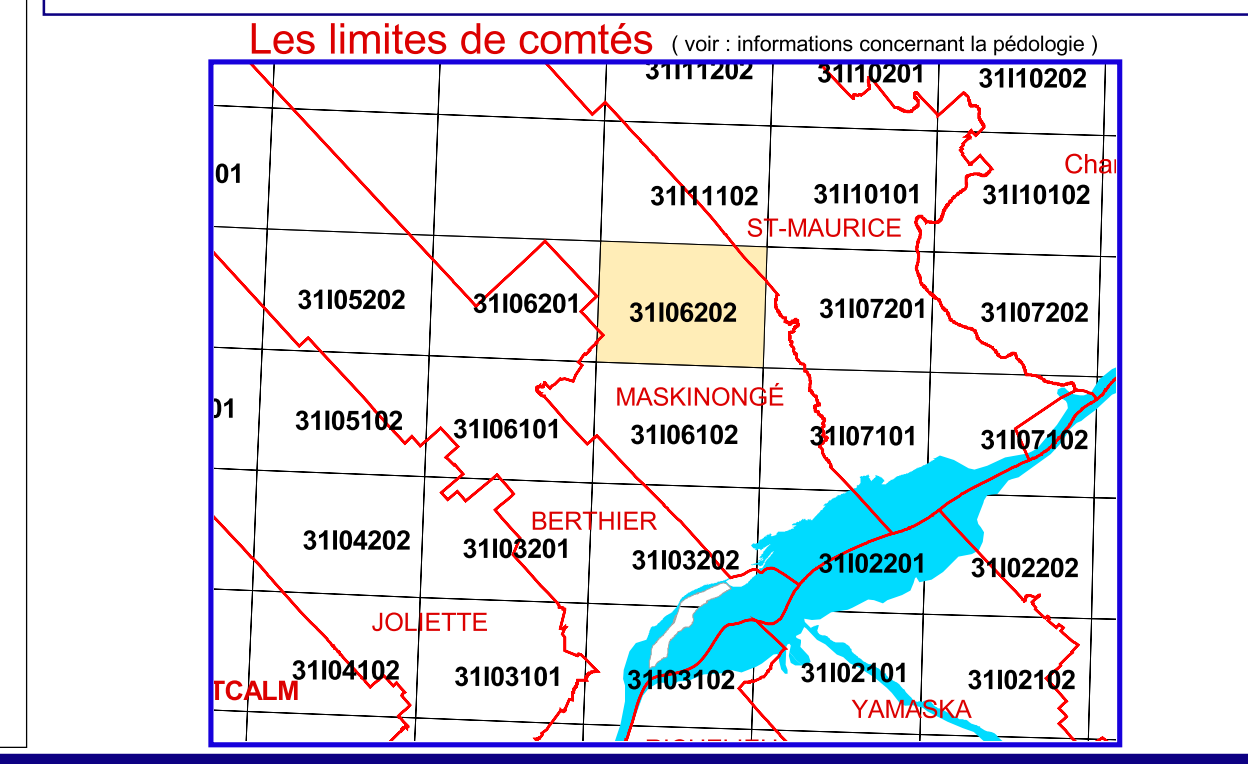 Les limites de comtés ( voir : informations concernant la pédologie )
31I11202 31I10201 31I10202
Cha
01 31I11102 31I10101 31I10102
ST-MAURICE
31I05202 31I06201 31I06202 31I07201 31I07202
MASKINONGÉ
01 31I05102 31I06101 31I06102 31I07101 31I07102
BERTHIER
31I04202 31I03201 31I03202 31I02201 31I02202
JOLIETTE
31I04102 31I03101 31I03102 31I02101 31I02102
TCALM
YAMASKA
RICHELIEU